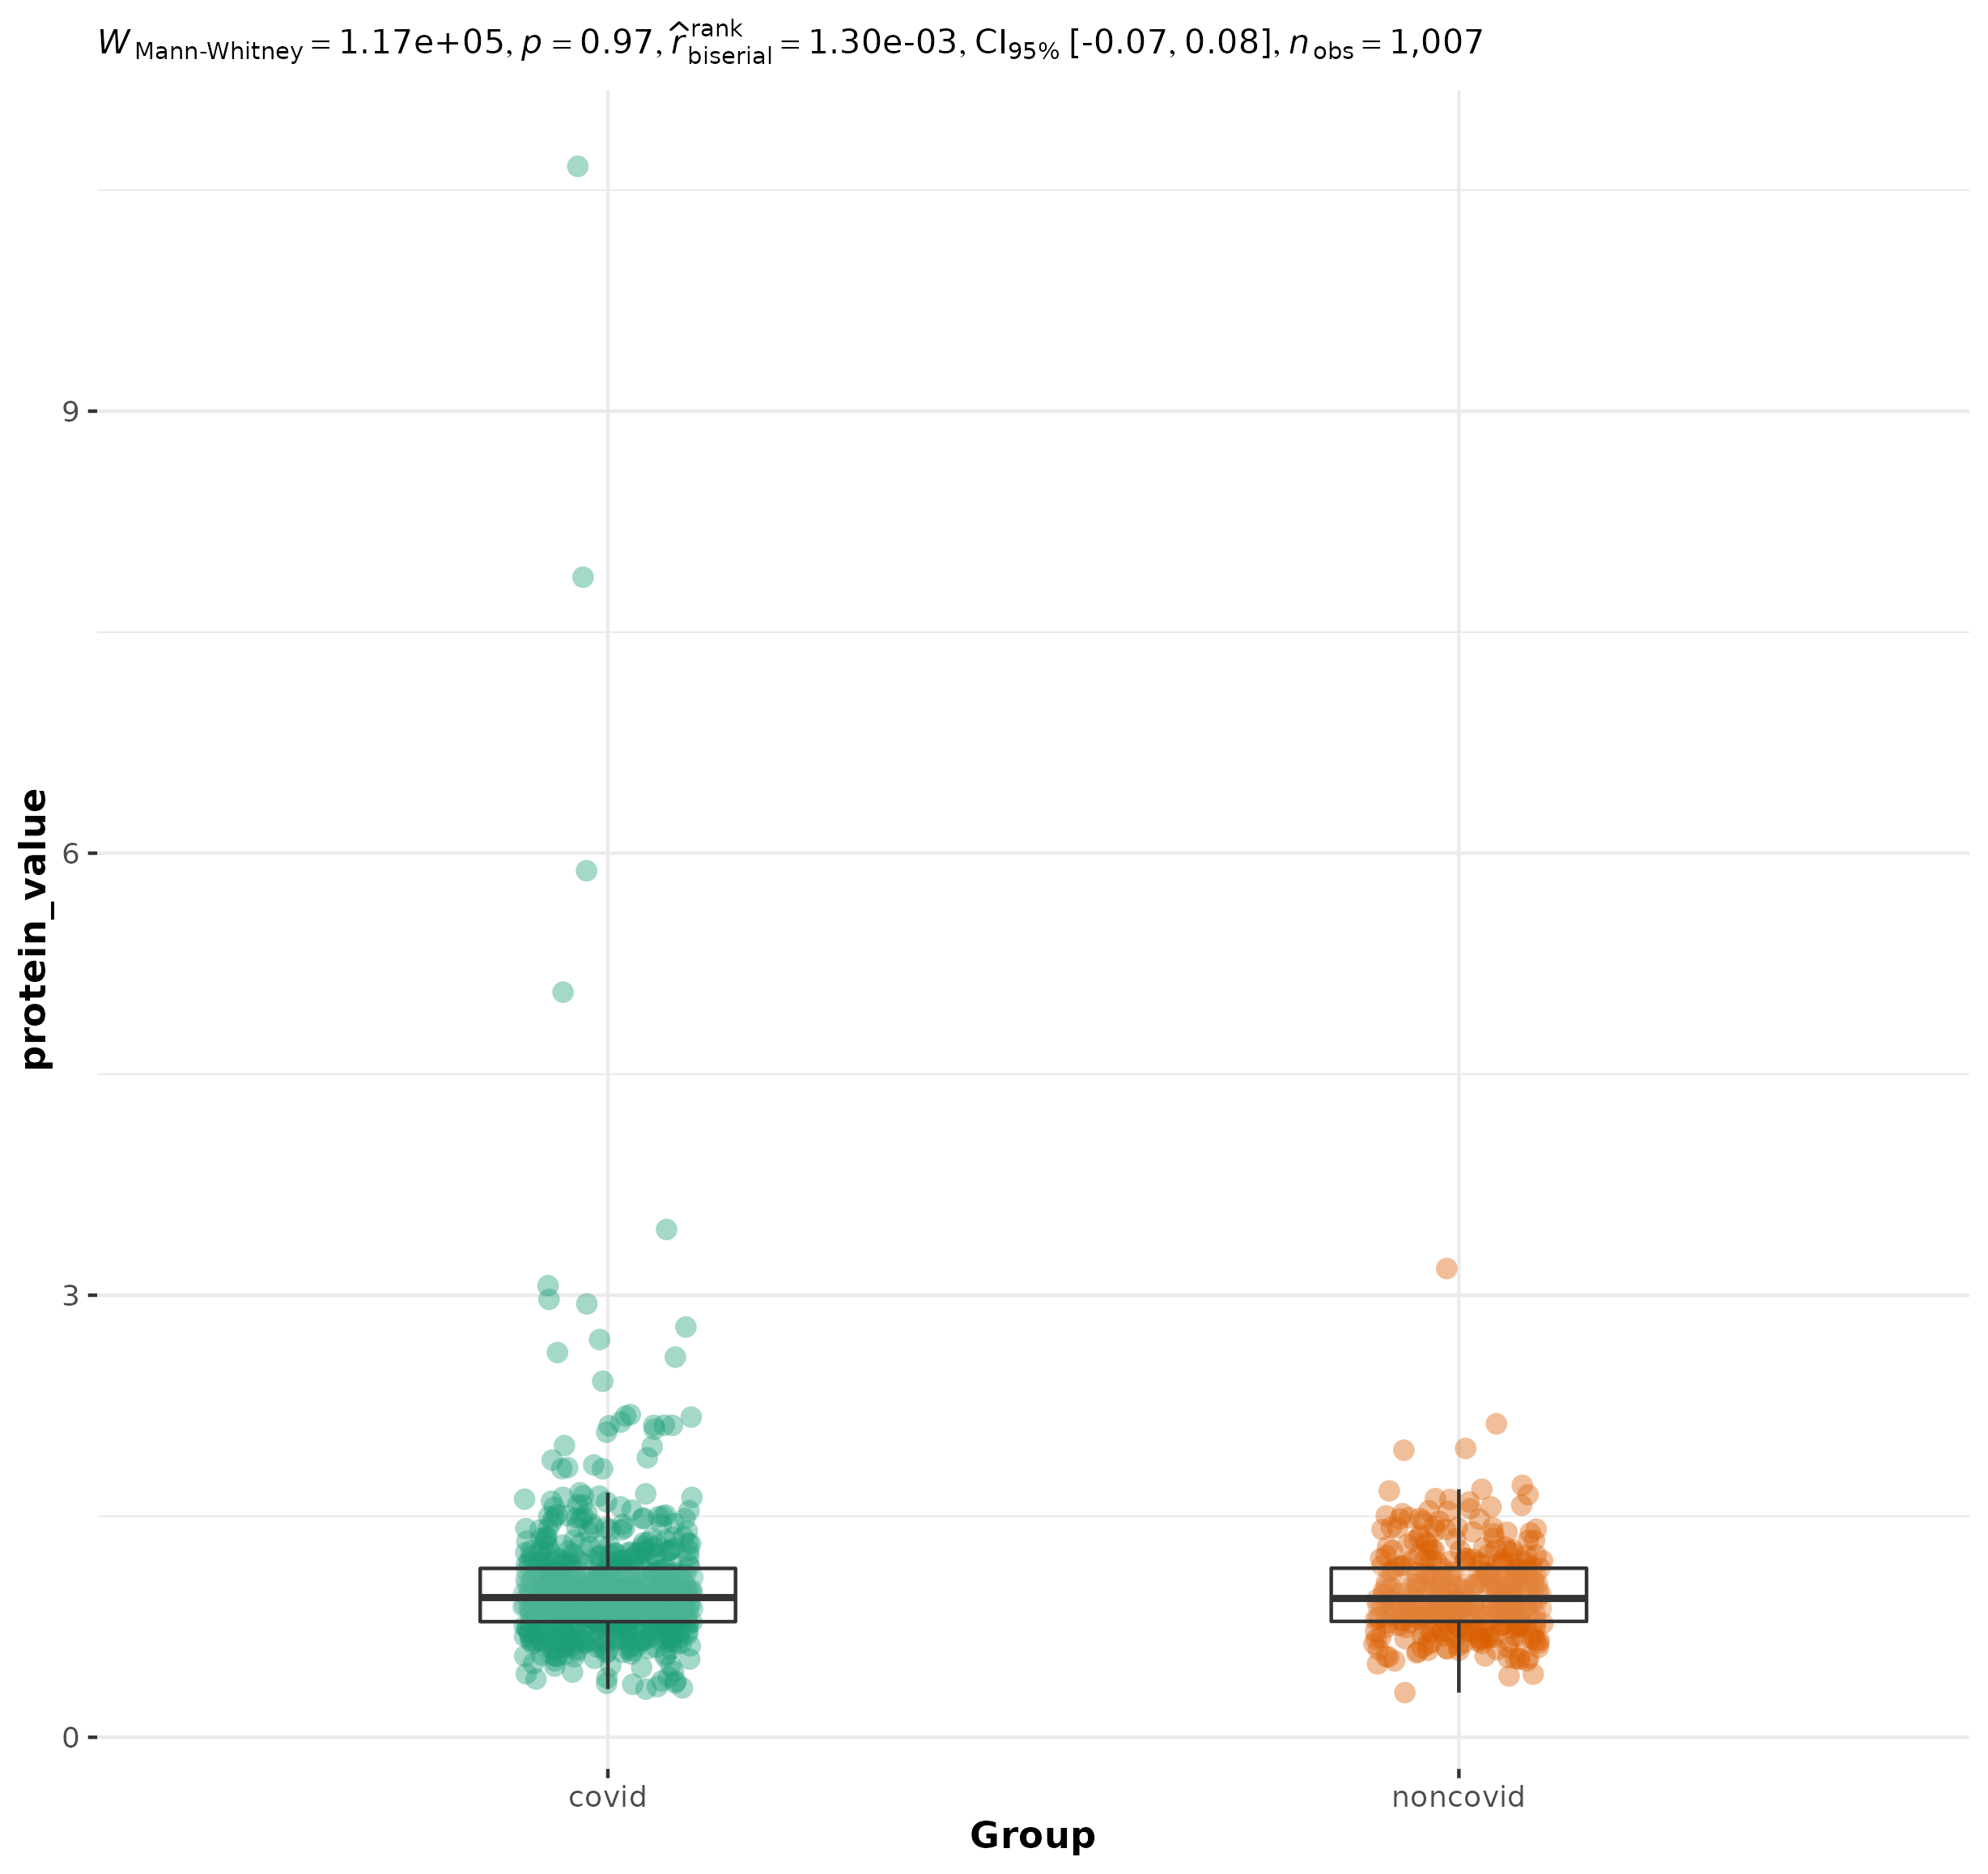 W Mann-Whitney = 1.17e+05, p = 0.97, r̂ rank biserial = 1.30e-03, CI95% [-0.07, 0.08], n obs = 1,007
9
6
3
0
protein_value
covid noncovid
Group